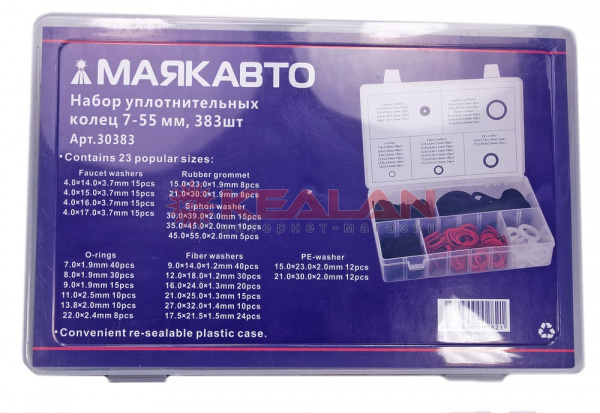 МАЯКАВТО
Набор уплотнительных
колец 7-55 мм, 383шт
Арт.30383
•Contains 23 popular sizes:
Faucet washers
4.0×14.0×3.7mm 15pcs
4.0×15.0×3.7mm 15pcs
4.0×16.0×3.7mm 15pcs
4.0×17.0×3.7mm 15pcs
Rubber grommet
15.0×23.0×1.9mm 8pcs
21.0×30.0×1.9mm 8pcs
Siphon washer
30.0×39.0×2.0mm 15pcs
35.0×45.0×2.0mm 10pcs
45.0×55.0×2.0mm 5pcs
REALAN
интернет-магазин
O-rings
7.0×1.9mm 40pcs
8.0×1.9mm 30pcs
9.0×1.9mm 15pcs
11.0×2.5mm 10pcs
13.8×2.0mm 10pcs
22.0×2.4mm 8pcs
Fiber washers
9.0×14.0×1.2mm 40pcs
12.0×18.0×1.2mm 30pcs
16.0×24.0×1.3mm 20pcs
21.0×25.0×1.3mm 15pcs
27.0×32.0×1.4mm 10pcs
17.5×21.5×1.5mm 24pcs
PE-washer
15.0×23.0×2.0mm 12pcs
21.0×30.0×2.0mm 12pcs
•Convenient re-sealable plastic case.